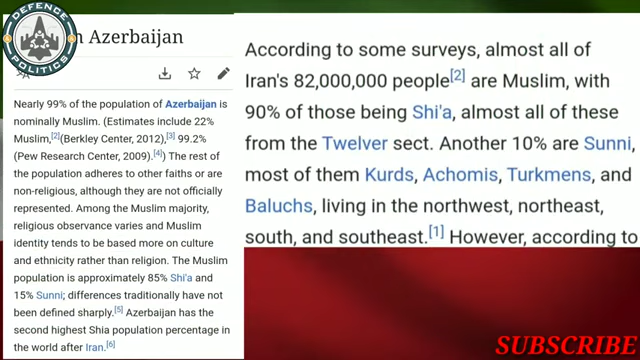 DEFENCE
POLITICS
n Azerbaijan
Nearly 99% of the population of Azerbaijan is
nominally Muslim. (Estimates include 22%
Muslim,[2](Berkley Center, 2012),[3] 99.2%
(Pew Research Center, 2009).[4]) The rest of
the population adheres to other faiths or are
non-religious, although they are not officially
represented. Among the Muslim majority,
religious observance varies and Muslim
identity tends to be based more on culture
and ethnicity rather than religion. The Muslim
population is approximately 85% Shi'a and
15% Sunni; differences traditionally have not
been defined sharply.[5] Azerbaijan has the
second highest Shia population percentage in
the world after Iran.[6]
According to some surveys, almost all of
Iran's 82,000,000 people[2] are Muslim, with
90% of those being Shi'a, almost all of these
from the Twelver sect. Another 10% are Sunni,
most of them Kurds, Achomis, Turkmens, and
Baluchs, living in the northwest, northeast,
south, and southeast.[1] However, according to
SUBSCRIBE